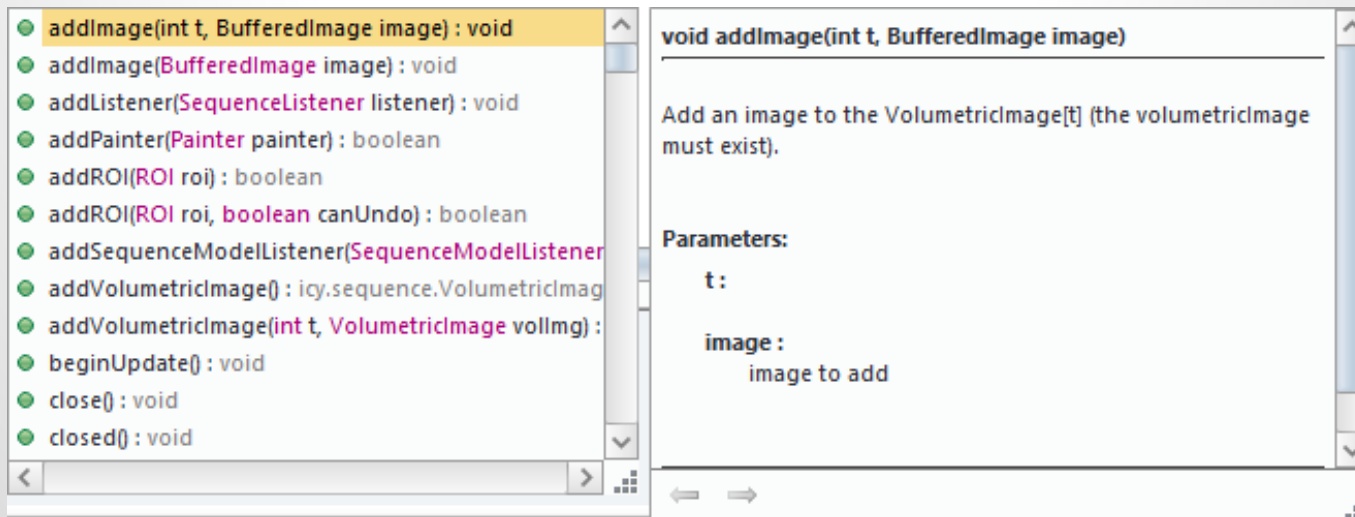 addImage(int t, BufferedImage image) : void
addImage(BufferedImage image) : void
addListener(SequenceListener listener) : void
addPainter(Painter painter) : boolean
addROI(ROI roi) : boolean
addROI(ROI roi, boolean canUndo) : boolean
addSequenceModelListener(SequenceModelListener
addVolumetricImage() : icy.sequence.VolumetricImag
addVolumetricImage(int t, VolumetricImage volImg) :
beginUpdate() : void
close() : void
closed() : void
void addImage(int t, BufferedImage image)
Add an image to the VolumetricImage[t] (the volumetricImage
must exist).
Parameters:
t :
image :
image to add